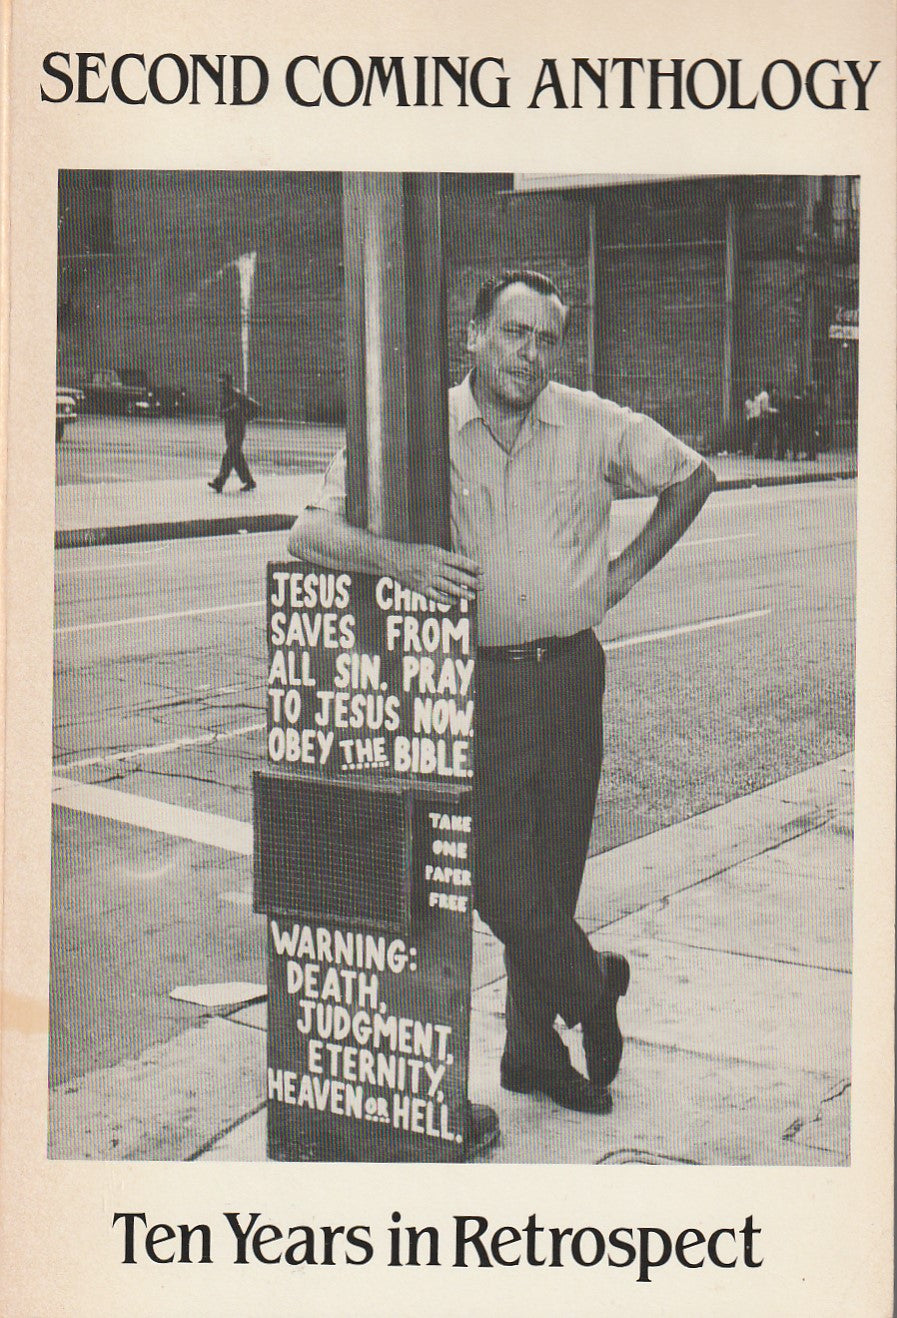 SECOND COMING ANTHOLOGY
JESUS CHRIST
SAVES FROM
ALL SIN. PRAY
TO JESUS NOW.
OBEY THE BIBLE.
TAKE
ONE
PAPER
FREE
WARNING:
DEATH,
JUDGMENT,
ETERNITY,
HEAVEN OR HELL.
Ten Years in Retrospect